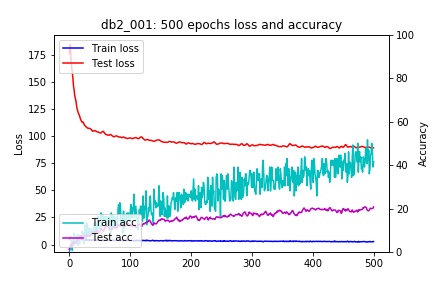 db2_001: 500 epochs loss and accuracy
Train loss
Test loss
Train acc
Test acc
Loss
Accuracy
175
150
125
100
75
50
25
0
100
80
60
40
20
0
0
100
200
300
400
500